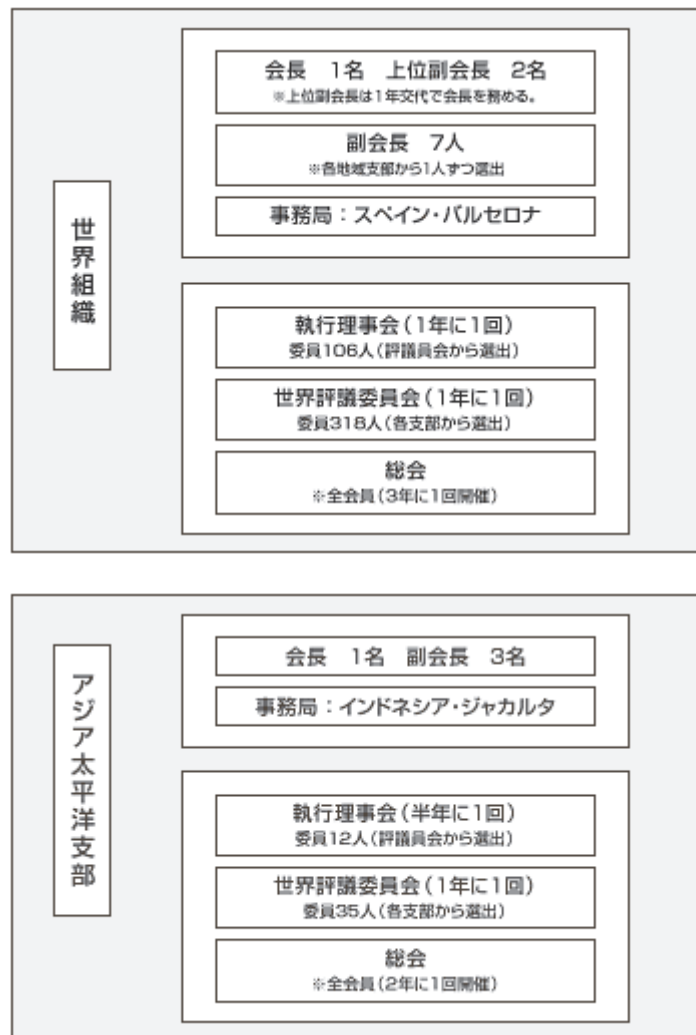 世界組織
会長　1名　上位副会長　2名
※上位副会長は1年交代で会長を務める。
副会長　7人
※各地域支部から1人ずつ選出
事務局：スペイン・バルセロナ
執行理事会（1年に1回）
委員106人（評議員会から選出）
世界評議委員会（1年に1回）
委員318人（各支部から選出）
総会
※全会員（3年に1回開催）
アジア太平洋支部
会長　1名　副会長　3名
事務局：インドネシア・ジャカルタ
執行理事会（半年に1回）
委員12人（評議員会から選出）
世界評議委員会（1年に1回）
委員35人（各支部から選出）
総会
※全会員（2年に1回開催）